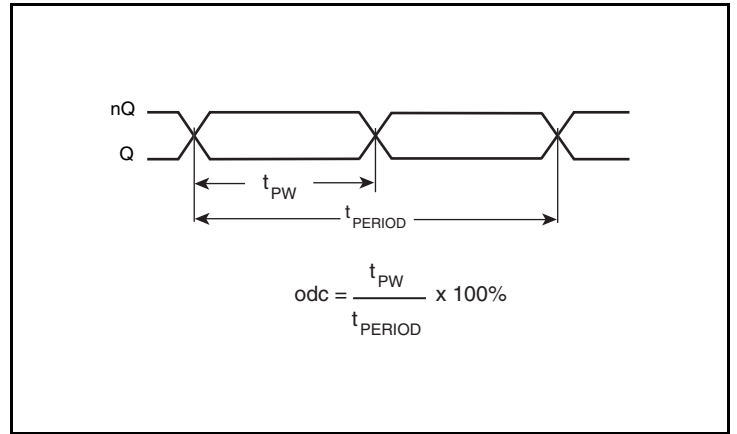 nQ
Q
tPW
tPERIOD
odc = tPW / tPERIOD x 100%